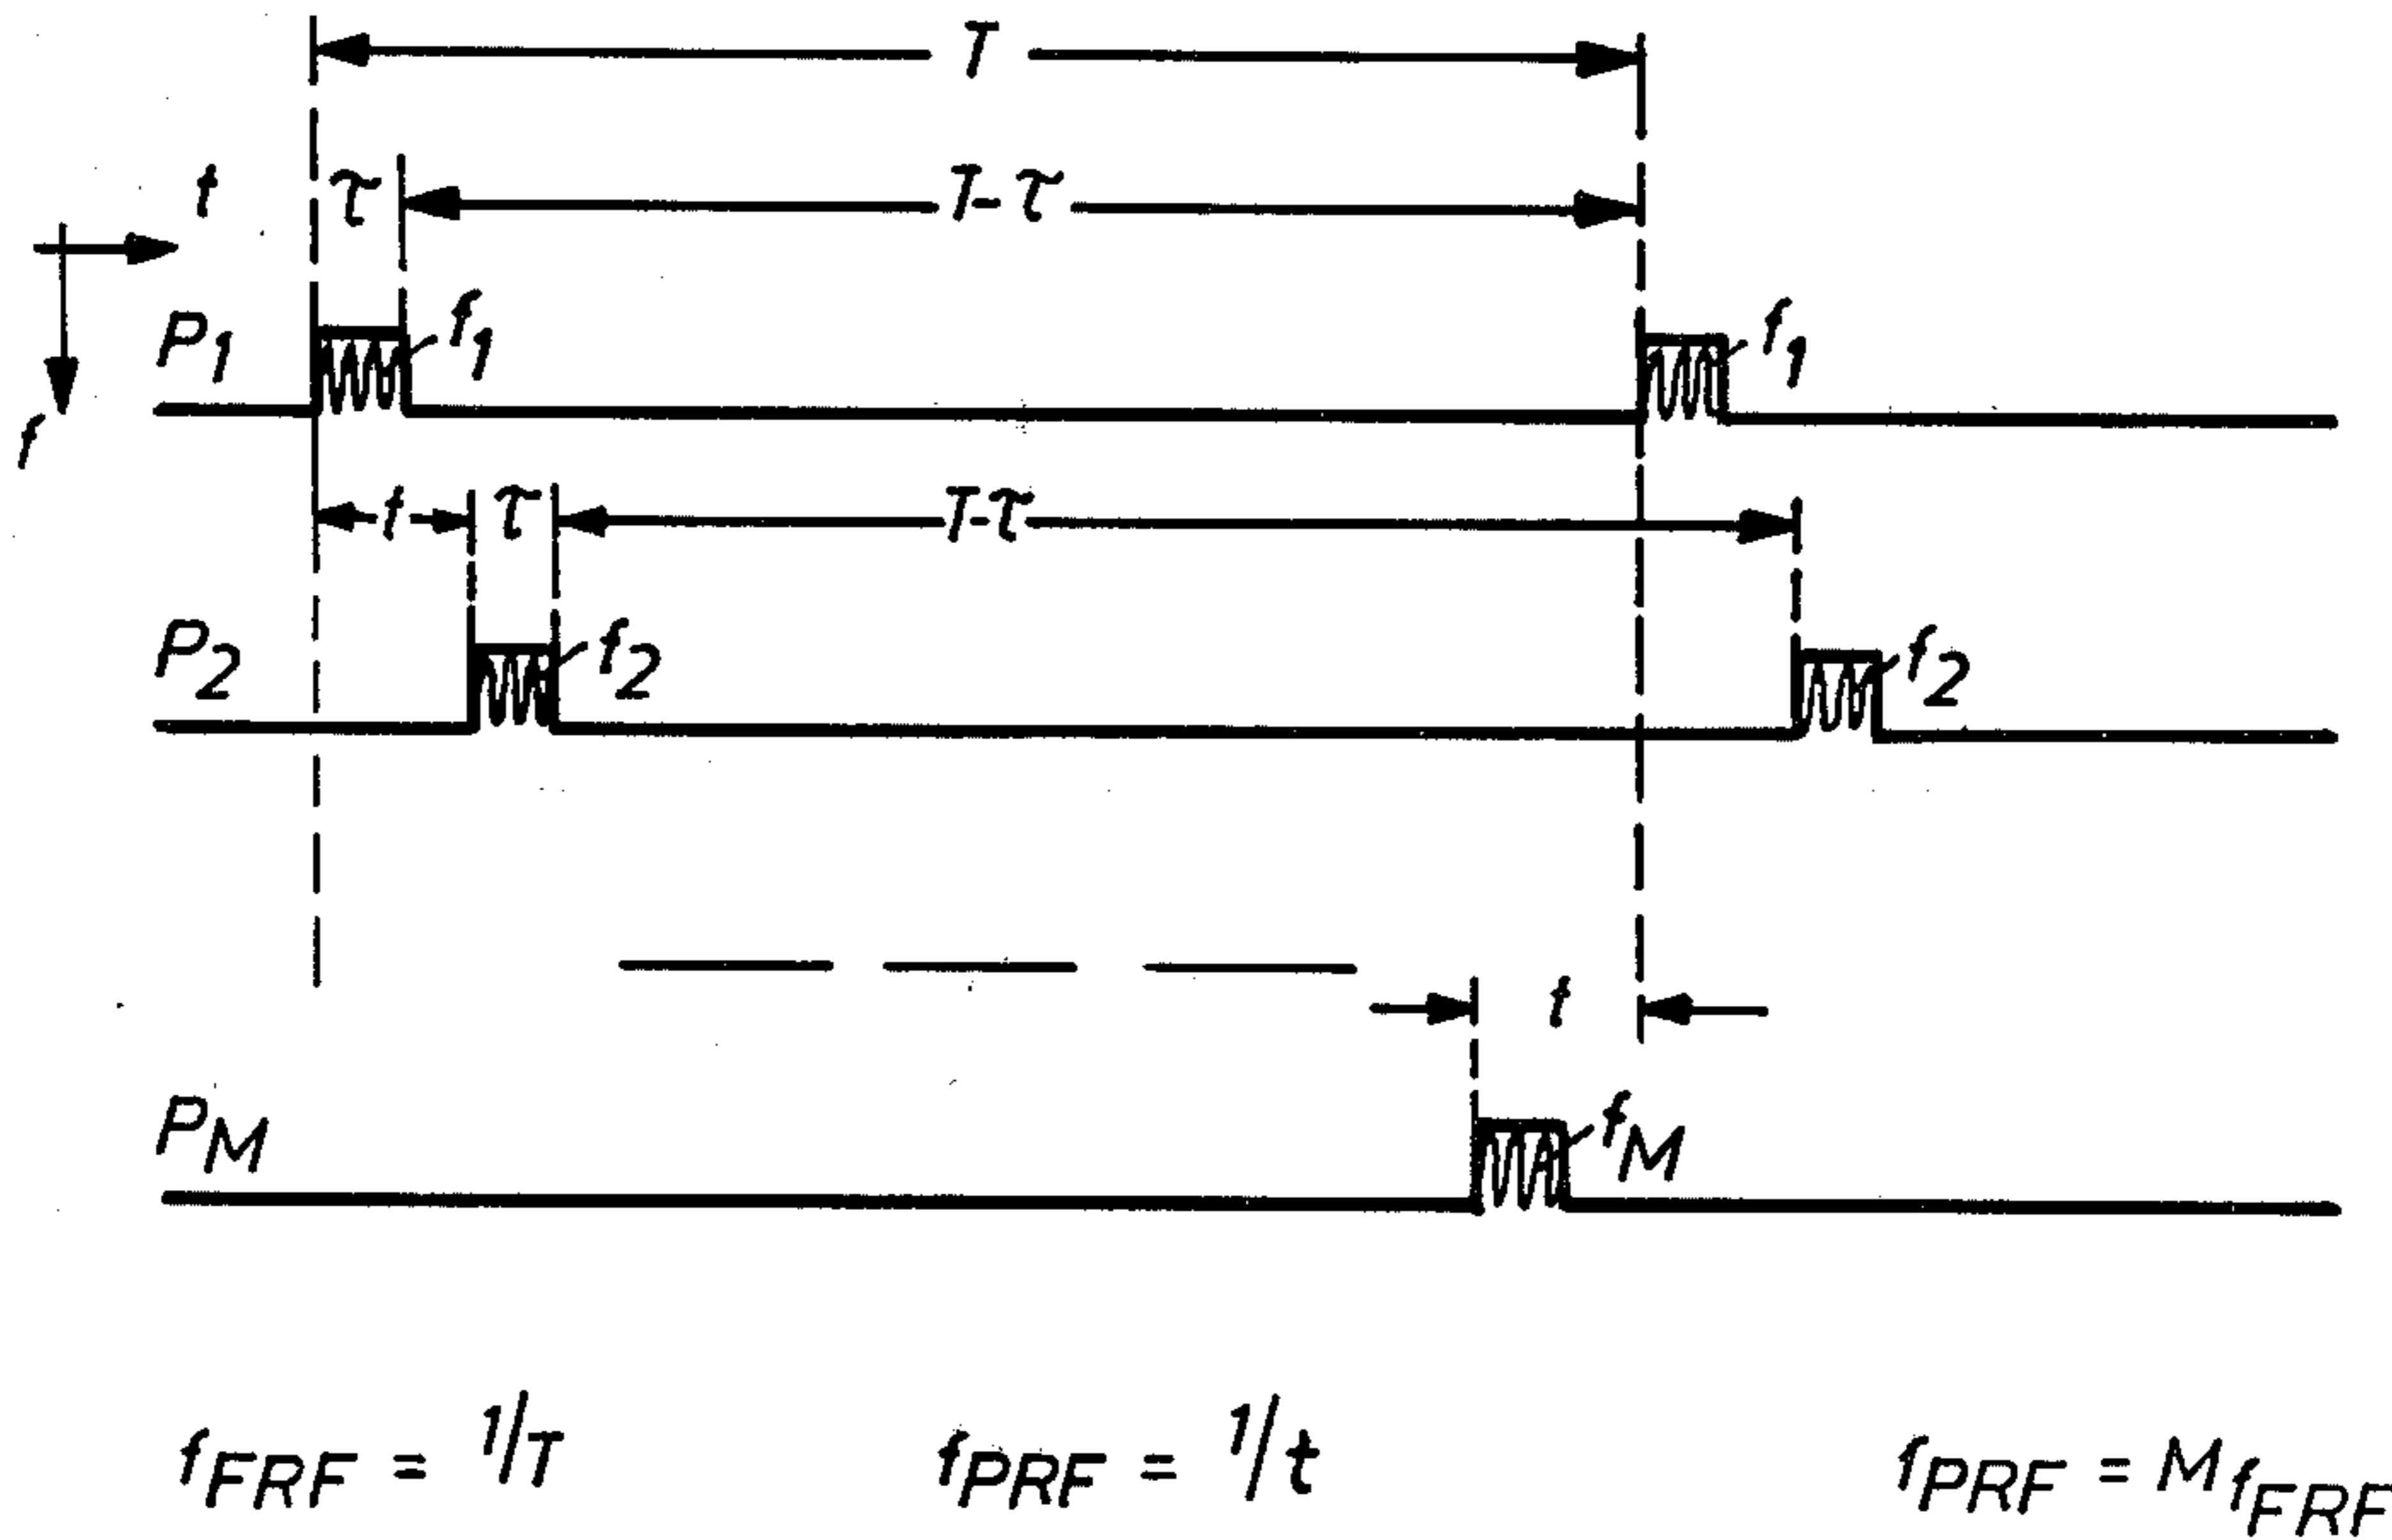 T
t τ T-τ
f
P1 f1 f1
t τ T-τ
P2 f2 f2
t
PM fM
fFRF = 1/T fPRF = 1/t fPRF = M fFRF